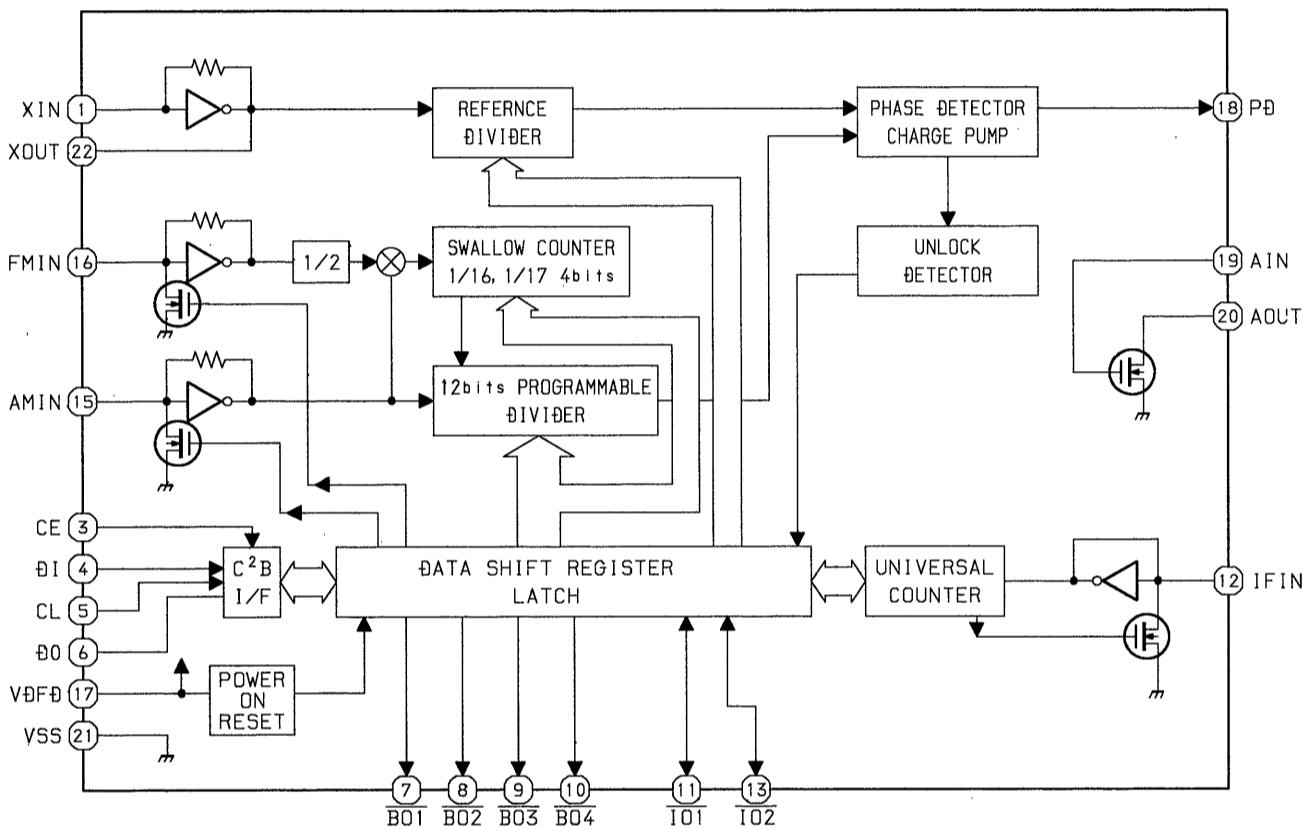 XIN 1
XOUT 22
REFERNCE
DIVIDER
PHASE DETECTOR
CHARGE PUMP
18 PD
FMIN 16
1/2
SWALLOW COUNTER
1/16, 1/17 4bits
UNLOCK
DETECTOR
19 AIN
20 AOUT
AMIN 15
12bits PROGRAMMABLE
DIVIDER
CE 3
DI 4
CL 5
DO 6
C²B
I/F
DATA SHIFT REGISTER
LATCH
UNIVERSAL
COUNTER
12 IFIN
VDFD 17
POWER
ON
RESET
VSS 21
7 8 9 10 11 13
BO1 BO2 BO3 BO4 IO1 IO2